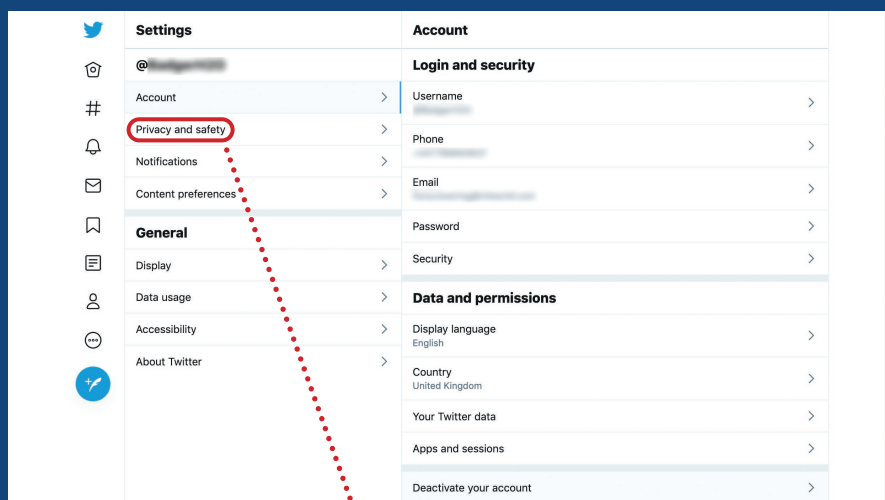 Settings
@
Account
Privacy and safety
Notifications
Content preferences
General
Display
Data usage
Accessibility
About Twitter
Account
Login and security
Username
Phone
Email
Password
Security
Data and permissions
Display language
English
Country
United Kingdom
Your Twitter data
Apps and sessions
Deactivate your account